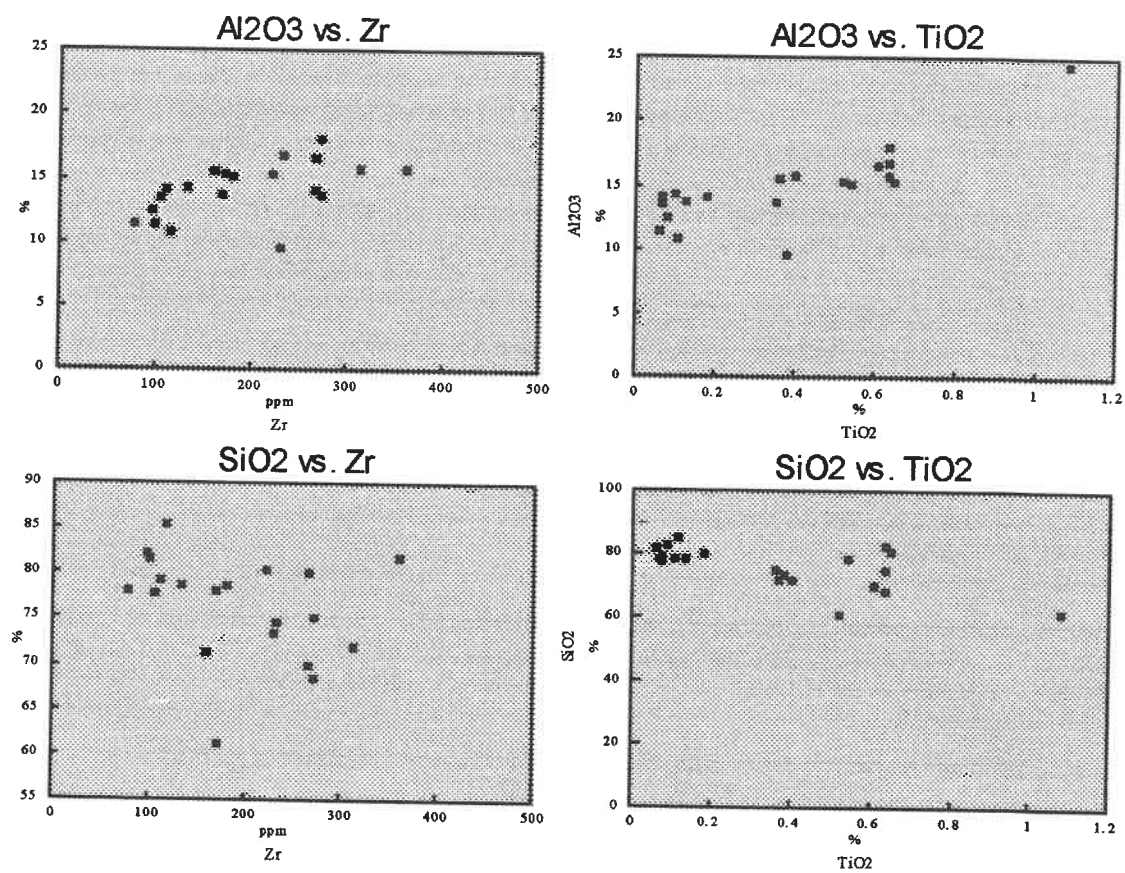 Al2O3 vs. Zr
25
20
15
%
10
5
0
0 100 200 300 400 500
ppm
Zr
Al2O3 vs. TiO2
25
20
15
Al2O3
%
10
5
0
0 0.2 0.4 0.6 0.8 1 1.2
%
TiO2
SiO2 vs. Zr
90
85
80
75
%
70
65
60
55
0 100 200 300 400 500
ppm
Zr
SiO2 vs. TiO2
100
80
60
SiO2
%
40
20
0
0 0.2 0.4 0.6 0.8 1 1.2
%
TiO2